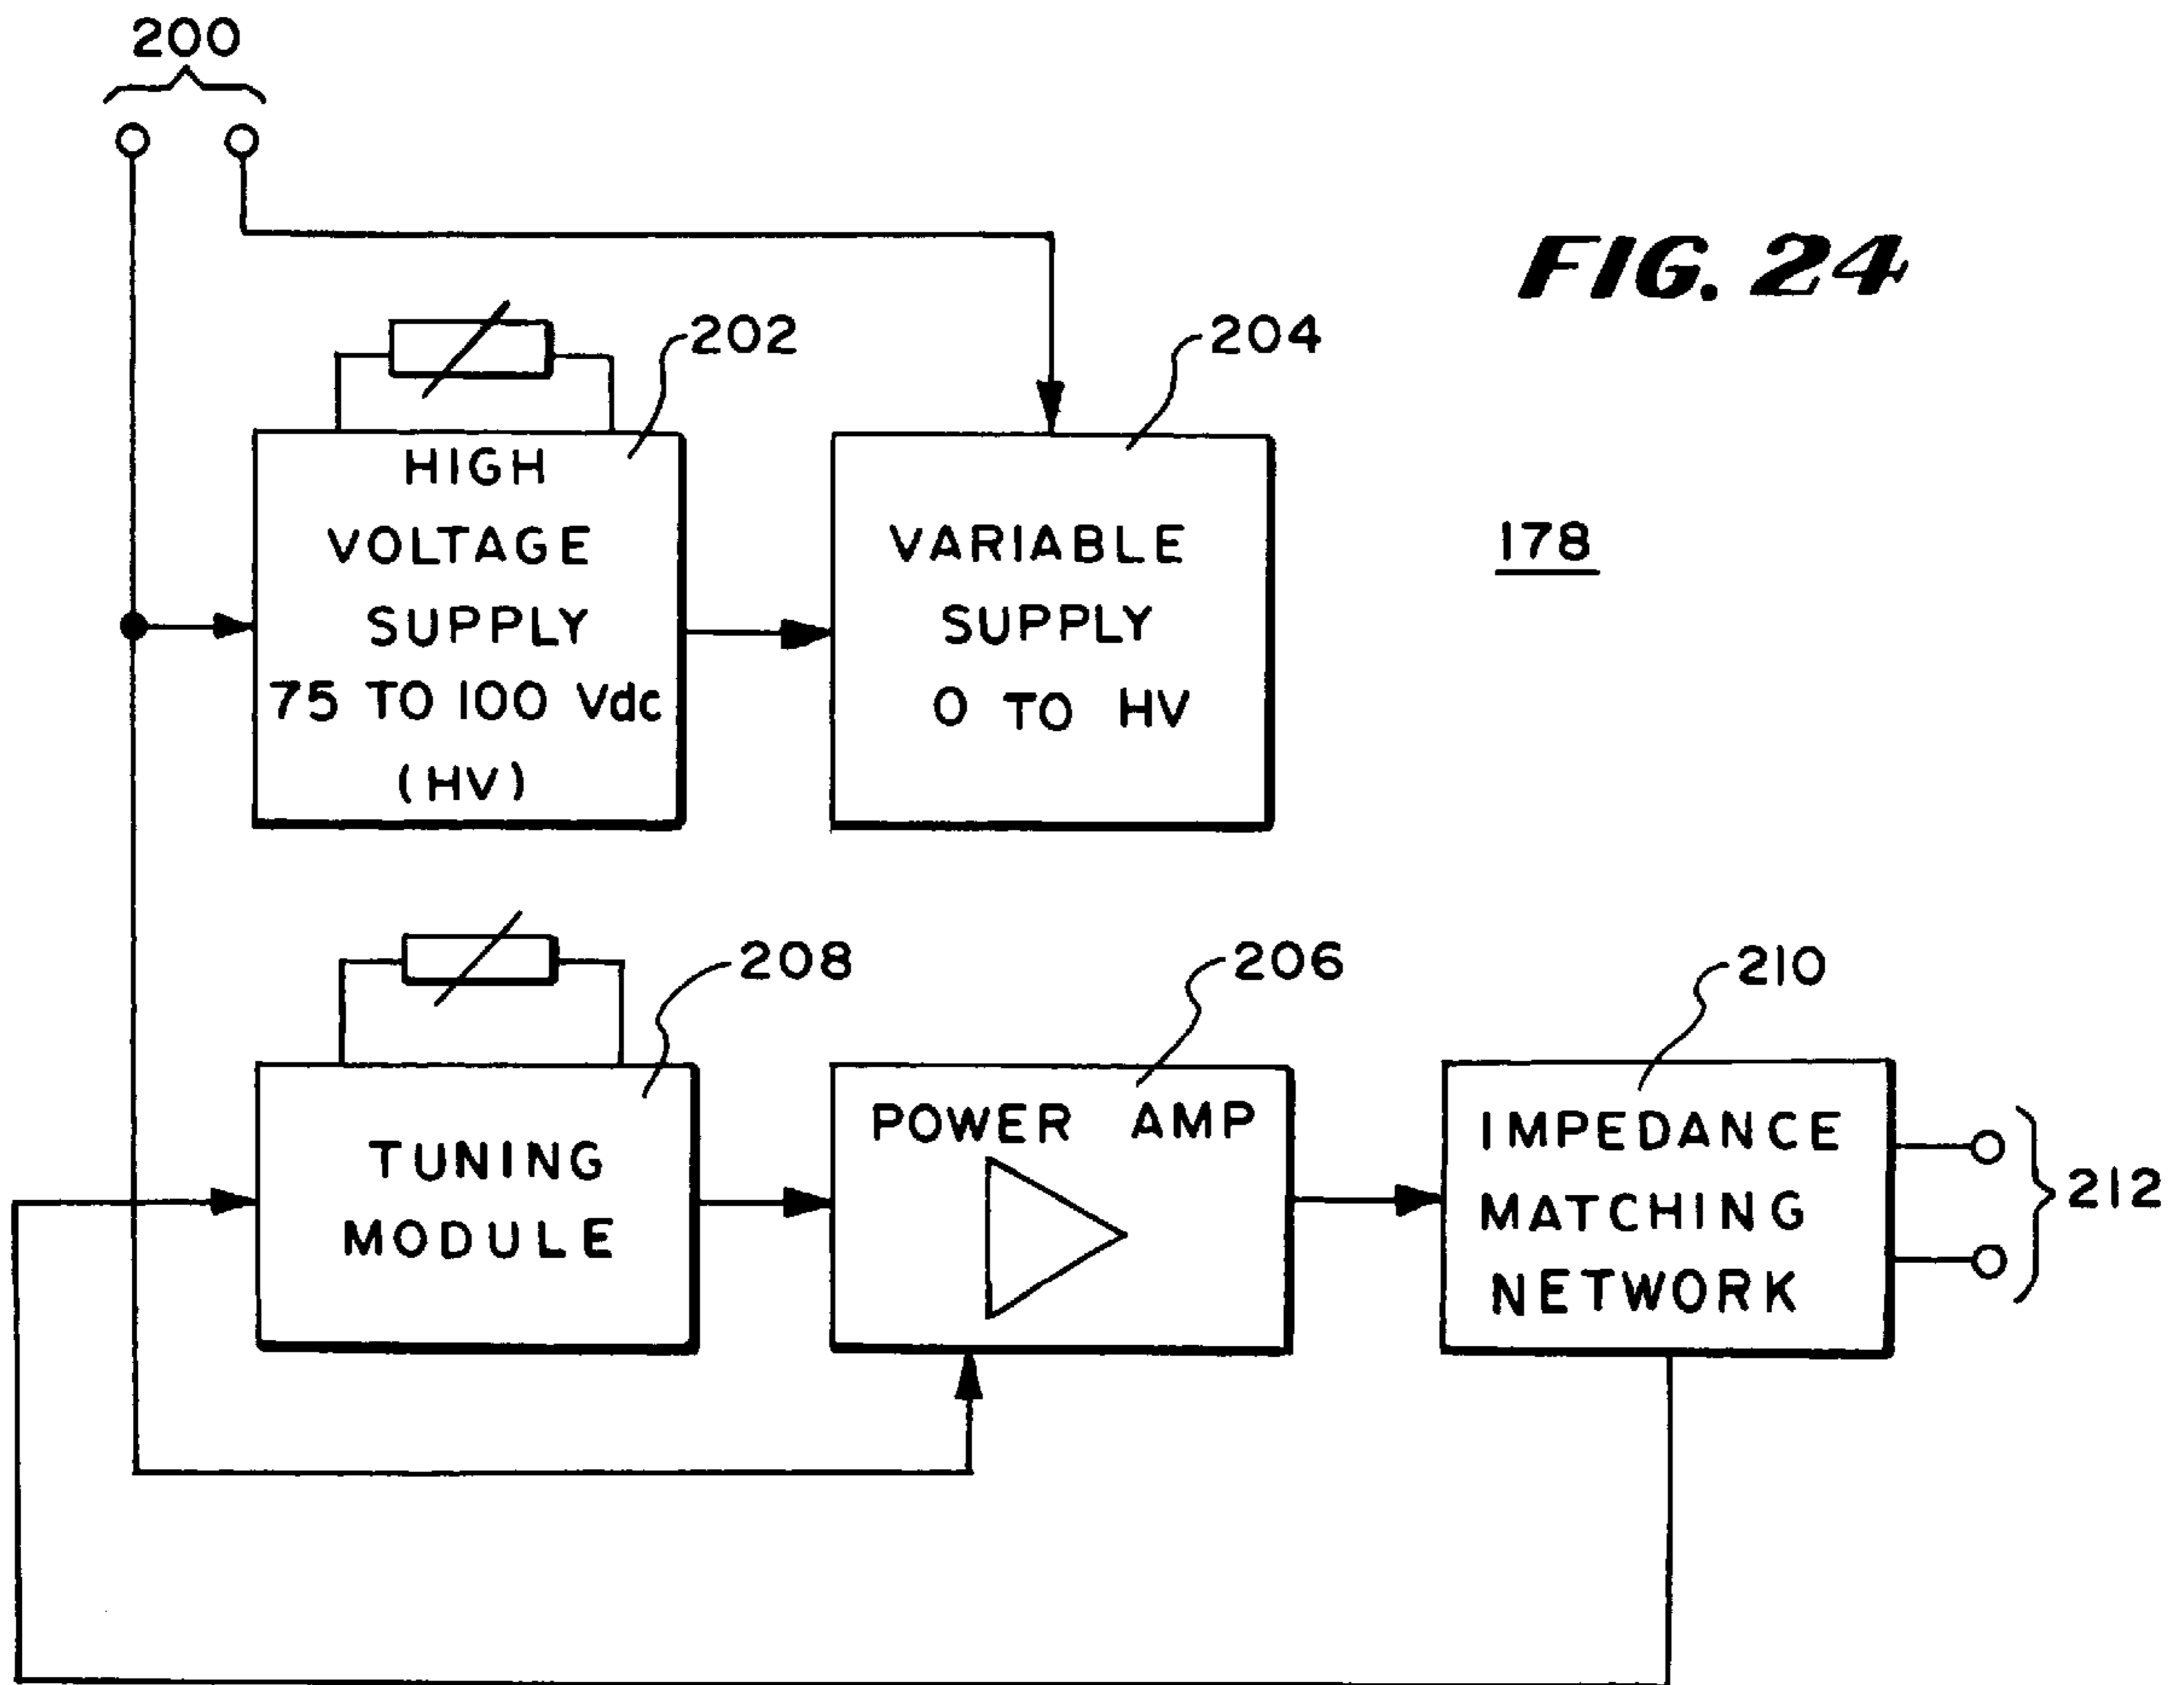 200
FIG. 24
202
204
HIGH
VOLTAGE
SUPPLY
75 TO 100 Vdc
(HV)
VARIABLE
SUPPLY
0 TO HV
178
208
206
210
TUNING
MODULE
POWER AMP
IMPEDANCE
MATCHING
NETWORK
212